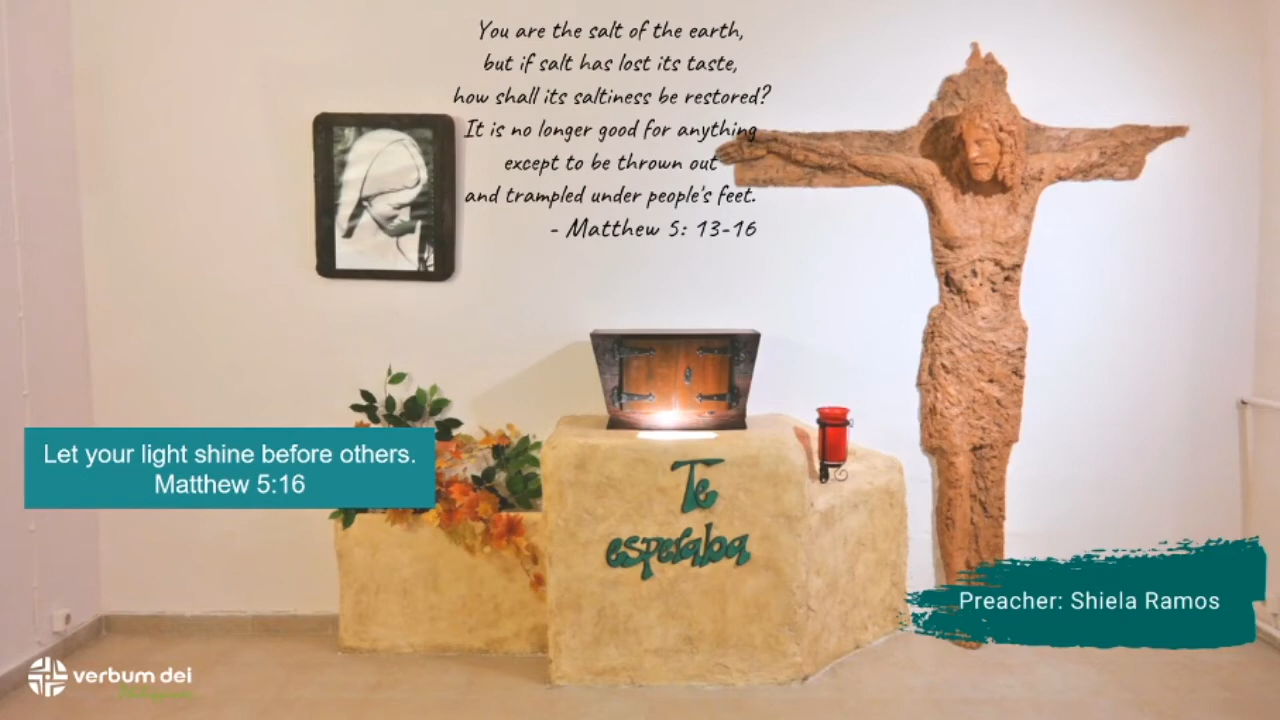 You are the salt of the earth,
but if salt has lost its taste,
how shall its saltiness be restored?
It is no longer good for anything
except to be thrown out
and trampled under people's feet.
- Matthew 5: 13-16
Let your light shine before others.
Matthew 5:16
Te
esperaba
Preacher: Shiela Ramos
verbum dei
Philippines